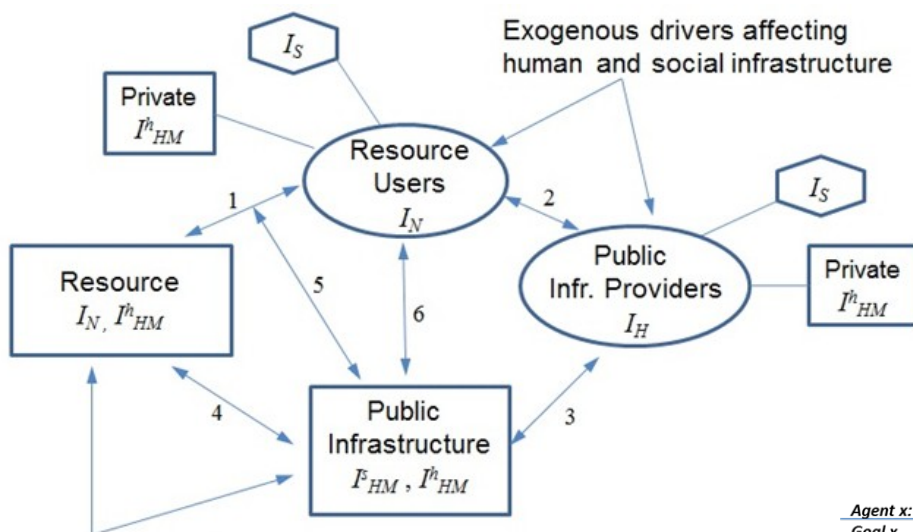 I_S
Exogenous drivers affecting
human and social infrastructure
Private
I^h_HM
Resource
Users
I_N
1
2
I_S
Public
Infr. Providers
I_H
Private
I^h_HM
Resource
I_N, I^h_HM
5
6
4
3
Public
Infrastructure
I^s_HM , I^h_HM
Agent x:
Goal x